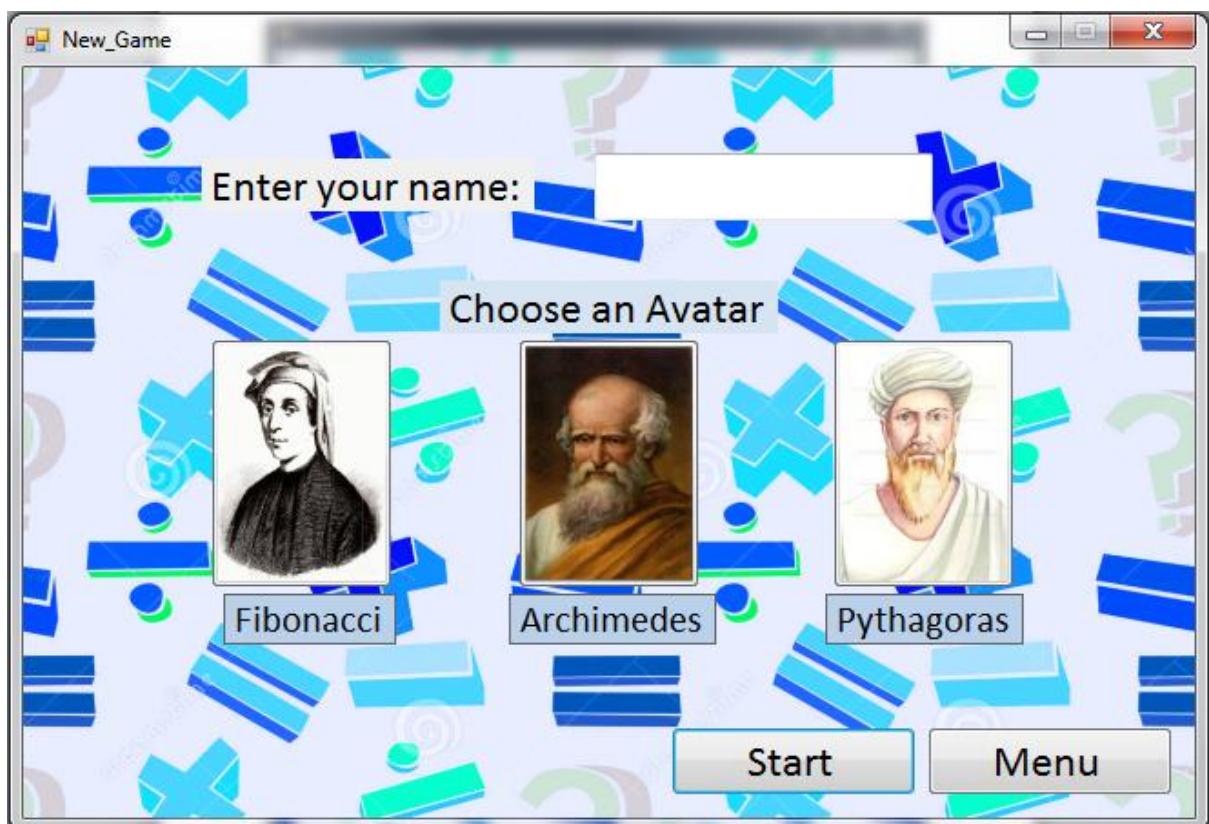 New_Game
Enter your name:
Choose an Avatar
Fibonacci
Archimedes
Pythagoras
Start
Menu